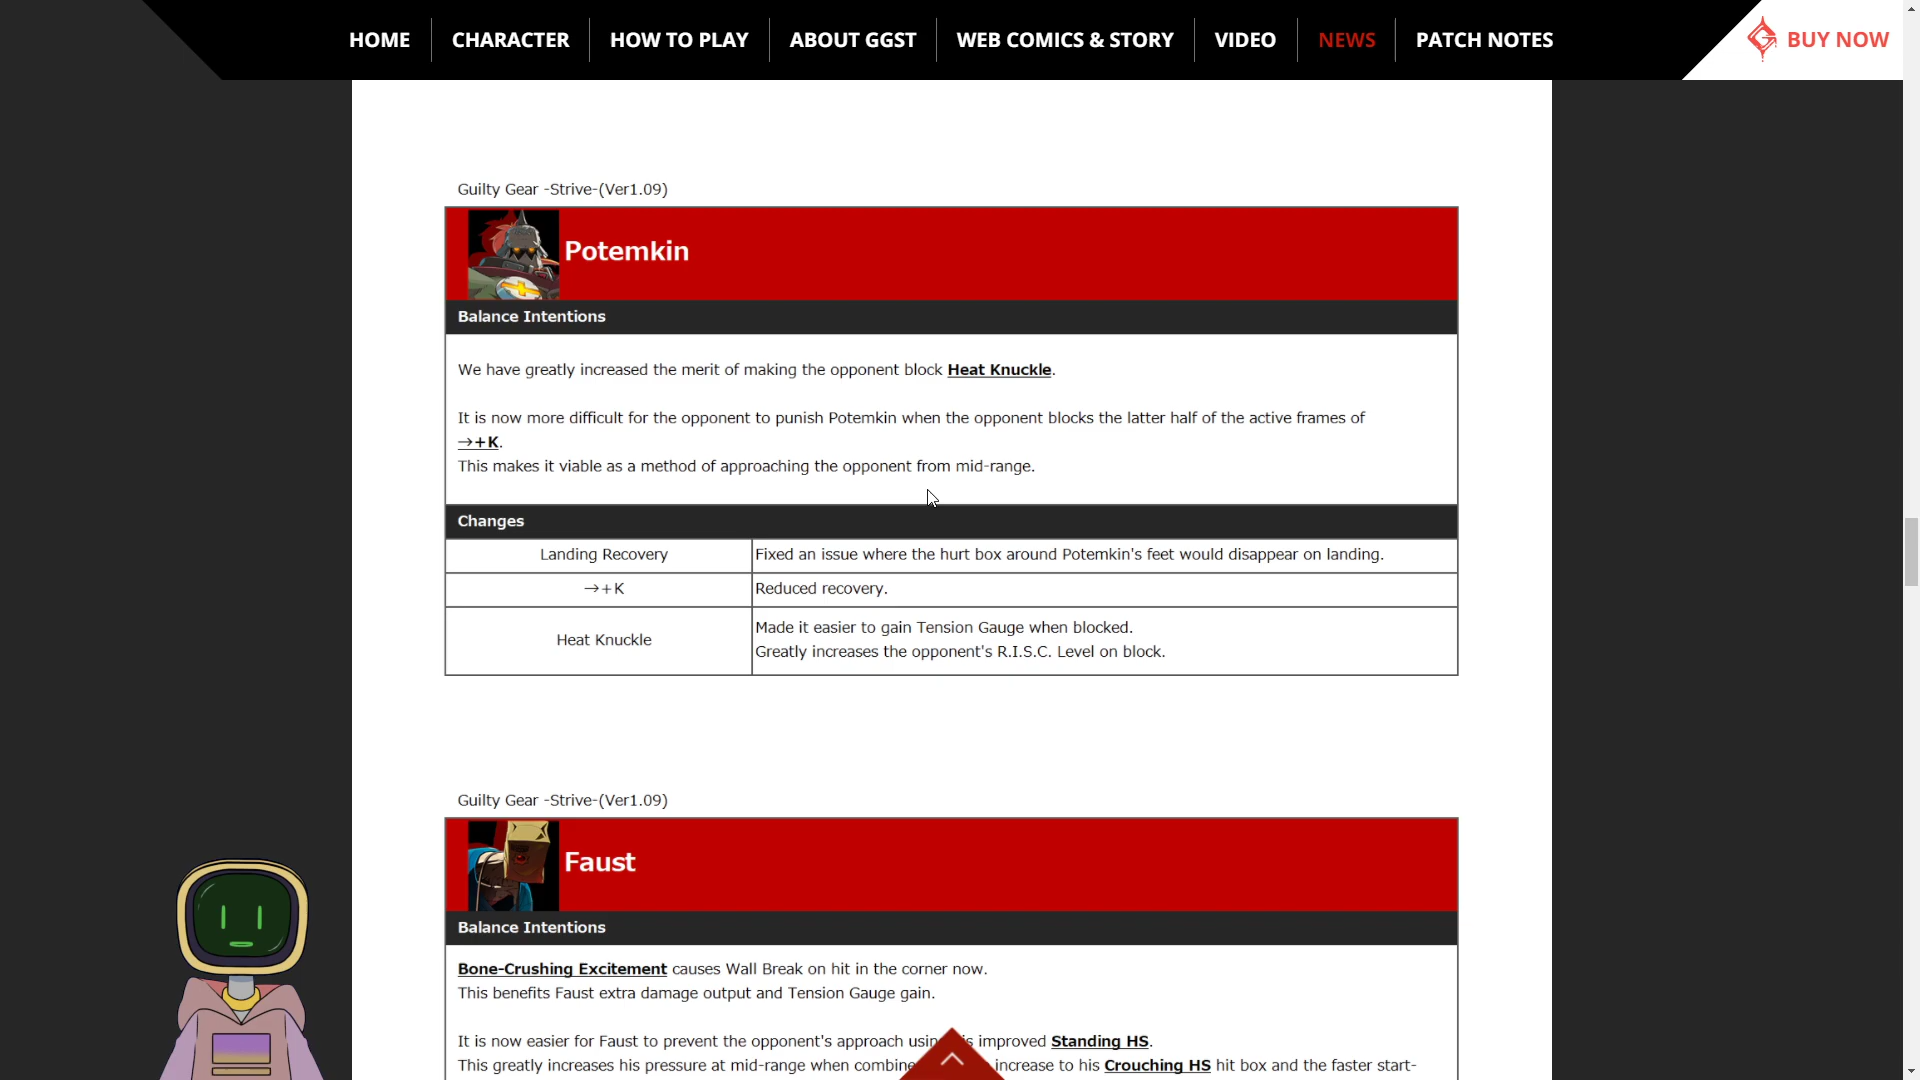 HOME
CHARACTER
HOW TO PLAY
ABOUT GGST
WEB COMICS & STORY
VIDEO
NEWS
PATCH NOTES
BUY NOW
Guilty Gear -Strive-(Ver1.09)
Potemkin
Balance Intentions
We have greatly increased the merit of making the opponent block Heat Knuckle.
It is now more difficult for the opponent to punish Potemkin when the opponent blocks the latter half of the active frames of
→+K.
This makes it viable as a method of approaching the opponent from mid-range.
Changes
Landing Recovery
Fixed an issue where the hurt box around Potemkin's feet would disappear on landing.
→+K
Reduced recovery.
Heat Knuckle
Made it easier to gain Tension Gauge when blocked.
Greatly increases the opponent's R.I.S.C. Level on block.
Guilty Gear -Strive-(Ver1.09)
Faust
Balance Intentions
Bone-Crushing Excitement causes Wall Break on hit in the corner now.
This benefits Faust extra damage output and Tension Gauge gain.
It is now easier for Faust to prevent the opponent's approach improved Standing HS.
This greatly increases his pressure at mid-range when increase to his Crouching HS hit box and the faster start-